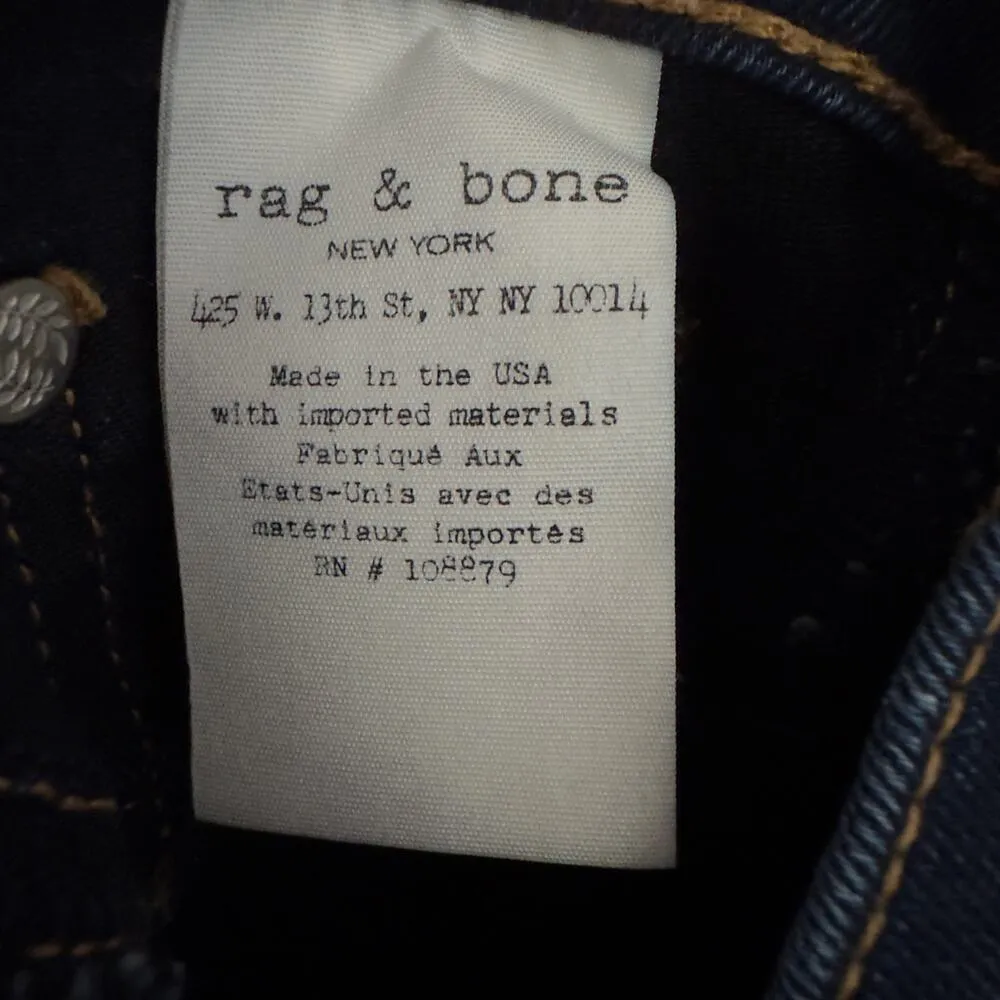 rag & bone
NEW YORK
425 W. 13th St, NY NY 10014
Made in the USA
with imported materials
Fabriqué Aux
Etats-Unis avec des
matériaux importés
RN # 108879